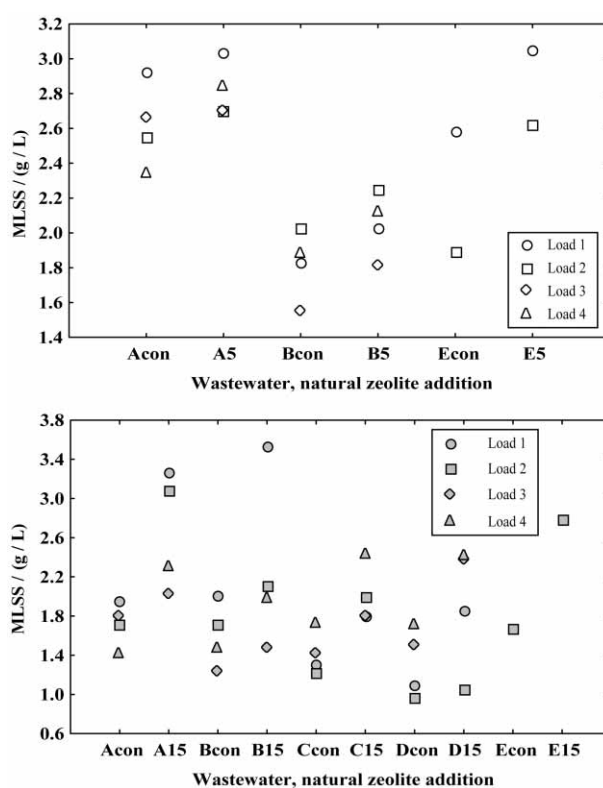 3.2
3.0
2.8
2.6
2.4
2.2
2.0
1.8
1.6
1.4
MLSS / (g / L)
Load 1
Load 2
Load 3
Load 4
Acon A5 Bcon B5 Econ E5
Wastewater, natural zeolite addition
3.8
3.4
3.0
2.6
2.2
1.8
1.4
1.0
0.6
MLSS / (g / L)
Load 1
Load 2
Load 3
Load 4
Acon A15 Bcon B15 Ccon C15 Dcon D15 Econ E15
Wastewater, natural zeolite addition